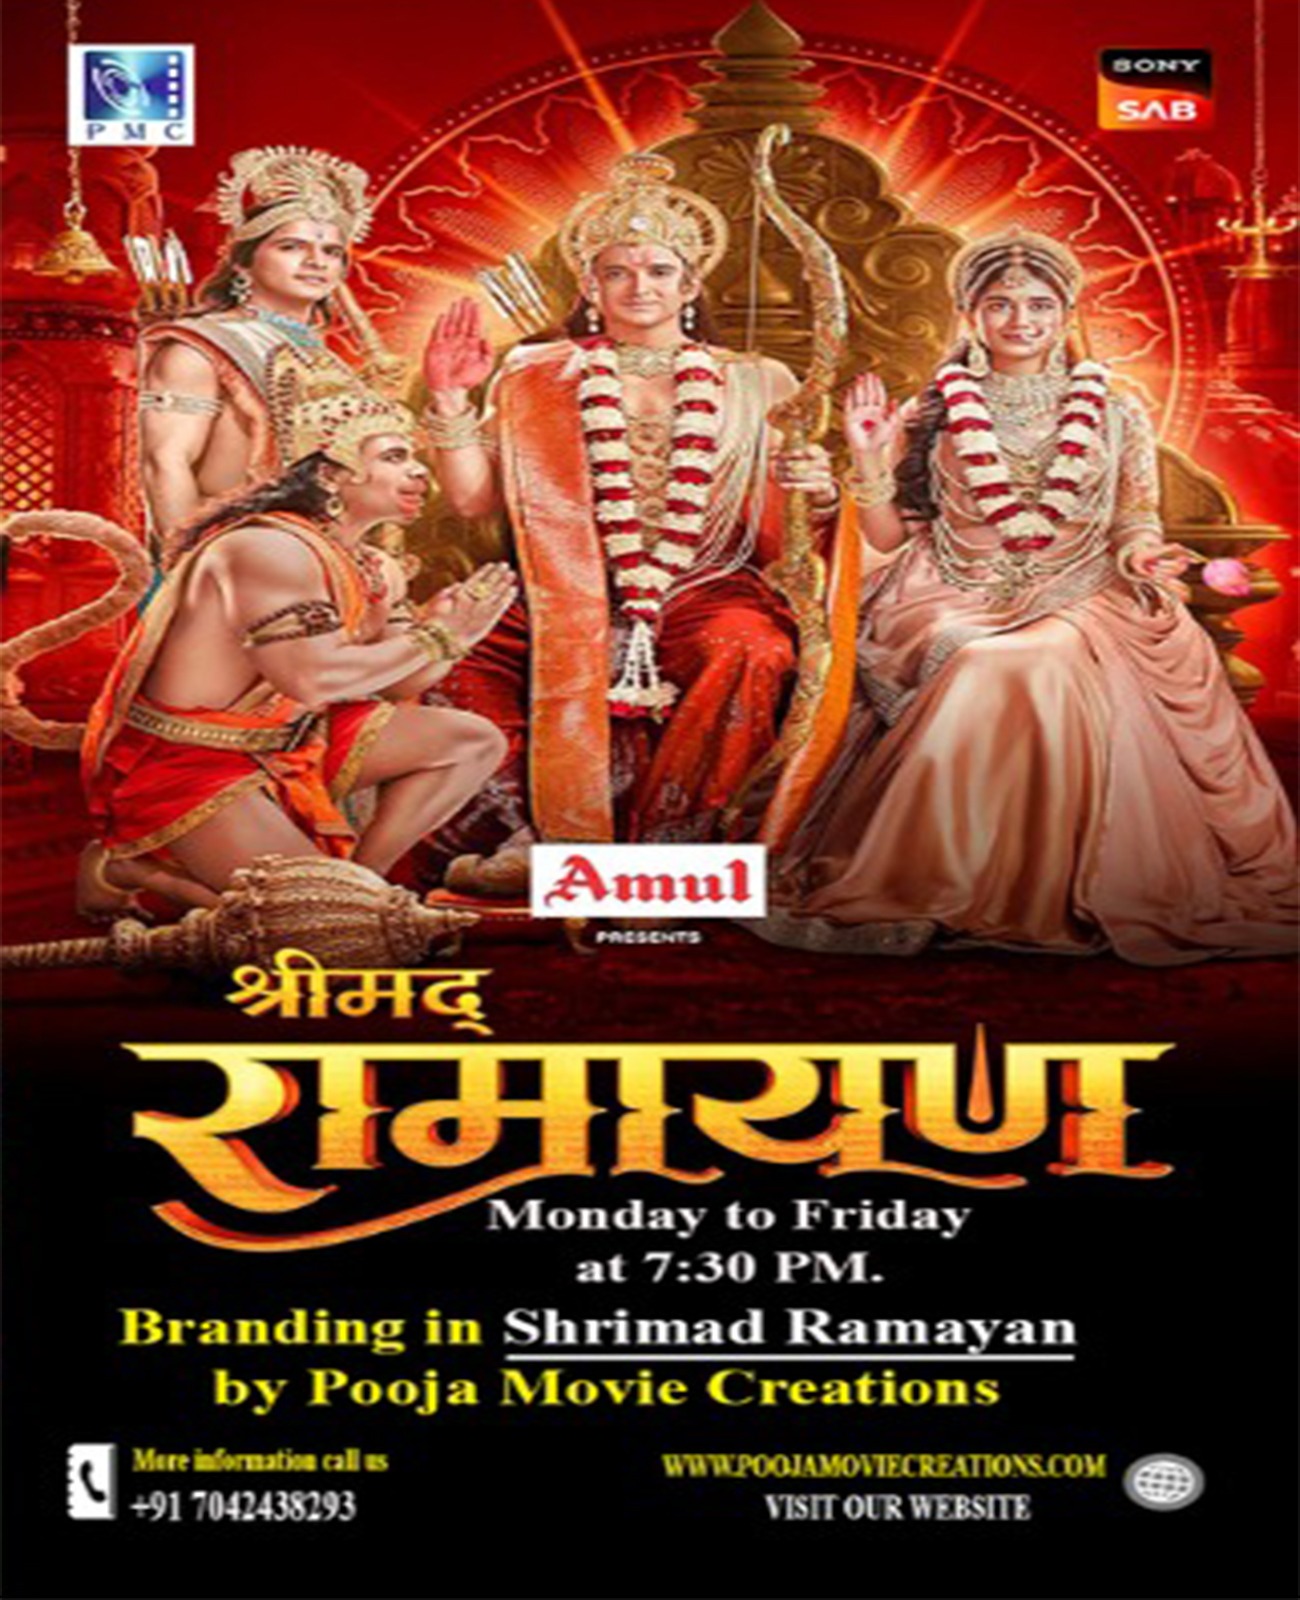 PMC
SONY
SAB
Amul
PRESENTS
श्रीमद्
रामायण
Monday to Friday
at 7:30 PM.
Branding in Shrimad Ramayan
by Pooja Movie Creations
More information call us
+91 7042438293
WWW.POOJAMOVIECREATIONS.COM
VISIT OUR WEBSITE